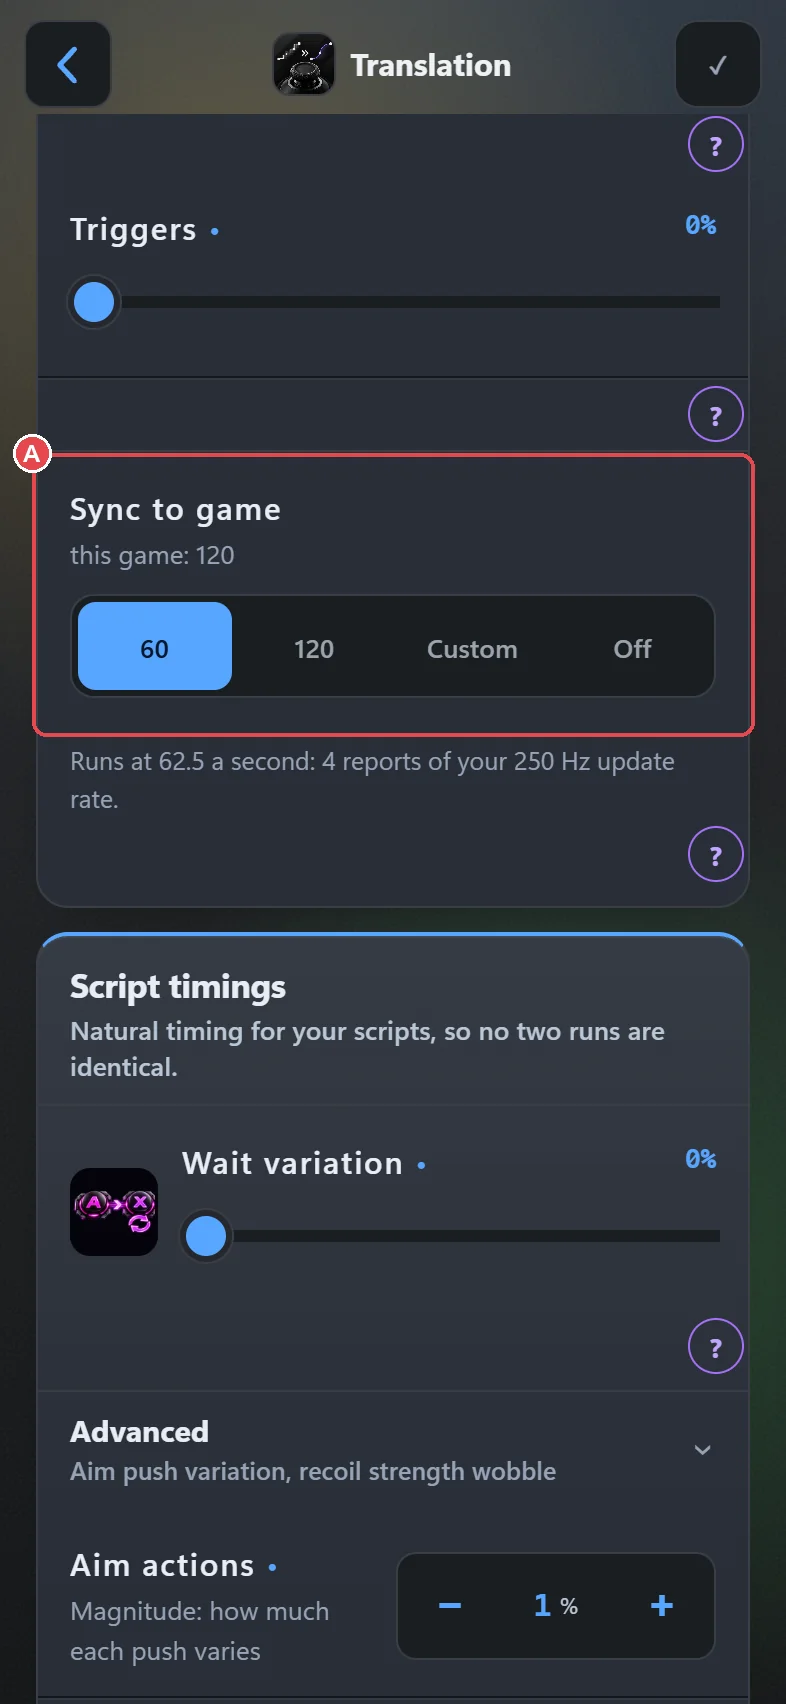 Translation
✓
?
Triggers •
0%
?
A
Sync to game
this game: 120
60 120 Custom Off
Runs at 62.5 a second: 4 reports of your 250 Hz update
rate.
?
Script timings
Natural timing for your scripts, so no two runs are
identical.
A X
Wait variation •
0%
?
Advanced
Aim push variation, recoil strength wobble
Aim actions •
− 1 % +
Magnitude: how much
each push varies